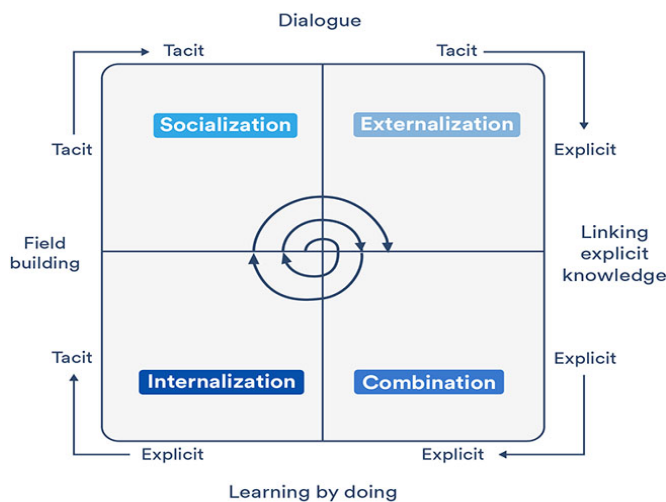 Dialogue
Tacit
Tacit
Socialization
Externalization
Tacit
Explicit
Field
building
Linking
explicit
knowledge
Tacit
Explicit
Internalization
Combination
Explicit
Explicit
Learning by doing